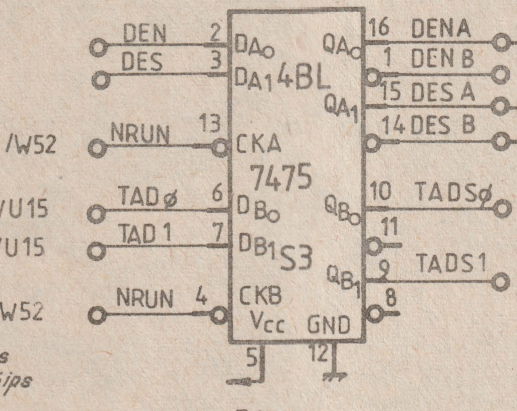 DEN 2 DA0 QA0 16 DENA
DES 3 DA1 4BL 1 DEN B
QA1 15 DES A
/W52 NRUN 13 CKA 14 DES B
7475
/U15 TADø 6 DB0 QB0 10 TADSø
/U15 TAD1 7 DB1 S3 11
QB1 9 TADS1
W52 NRUN 4 CKB 8
Vcc GND
5 12
s
ips